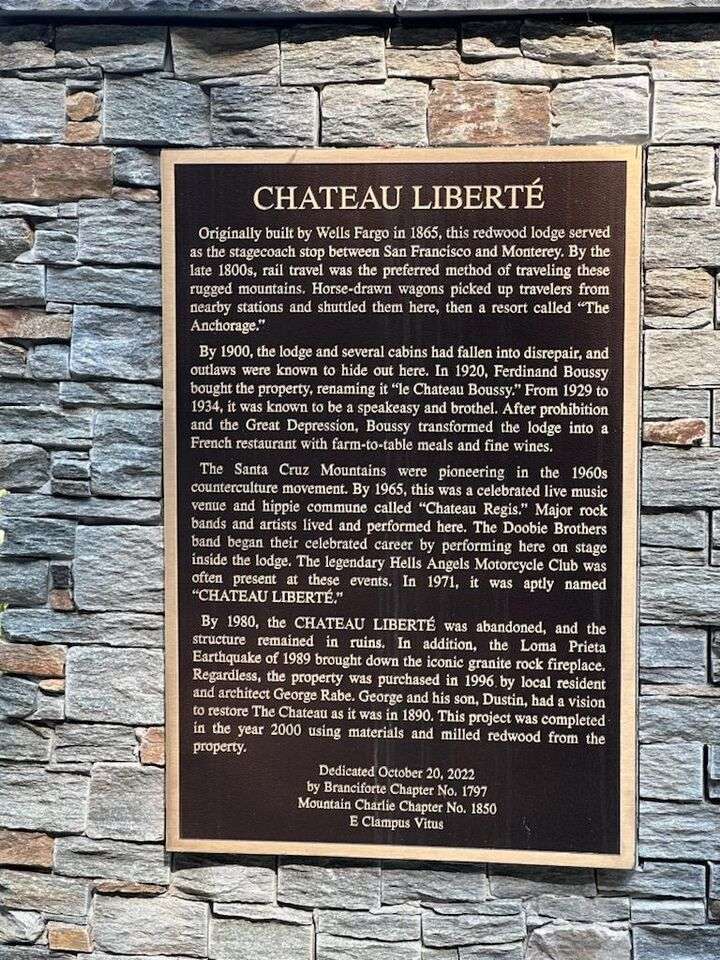 CHATEAU LIBERTÉ
Originally built by Wells Fargo in 1865, this redwood lodge served
as the stagecoach stop between San Francisco and Monterey. By the
late 1800s, rail travel was the preferred method of traveling these
rugged mountains. Horse-drawn wagons picked up travelers from
nearby stations and shuttled them here, then a resort called “The
Anchorage.”
By 1900, the lodge and several cabins had fallen into disrepair, and
outlaws were known to hide out here. In 1920, Ferdinand Boussy
bought the property, renaming it “le Chateau Boussy.” From 1929 to
1934, it was known to be a speakeasy and brothel. After prohibition
and the Great Depression, Boussy transformed the lodge into a
French restaurant with farm-to-table meals and fine wines.
The Santa Cruz Mountains were pioneering in the 1960s
counterculture movement. By 1965, this was a celebrated live music
venue and hippie commune called “Chateau Regis.” Major rock
bands and artists lived and performed here. The Doobie Brothers
band began their celebrated career by performing here on stage
inside the lodge. The legendary Hells Angels Motorcycle Club was
often present at these events. In 1971, it was aptly named
“CHATEAU LIBERTÉ.”
By 1980, the CHATEAU LIBERTÉ was abandoned, and the
structure remained in ruins. In addition, the Loma Prieta
Earthquake of 1989 brought down the iconic granite rock fireplace.
Regardless, the property was purchased in 1996 by local resident
and architect George Rabe. George and his son, Dustin, had a vision
to restore The Chateau as it was in 1890. This project was completed
in the year 2000 using materials and milled redwood from the
property.
Dedicated October 20, 2022
by Branciforte Chapter No. 1797
Mountain Charlie Chapter No. 1850
E Clampus Vitus